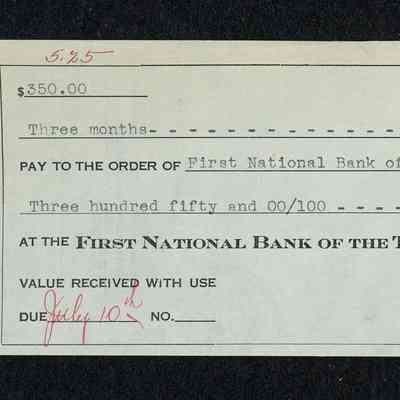 5.25
$350.00
Three months- - - - - - - - - - - - - -
PAY TO THE ORDER OF First National Bank of
Three hundred fifty and 00/100 - - - -
AT THE FIRST NATIONAL BANK OF THE
VALUE RECEIVED WITH USE
DUE July 10th NO.